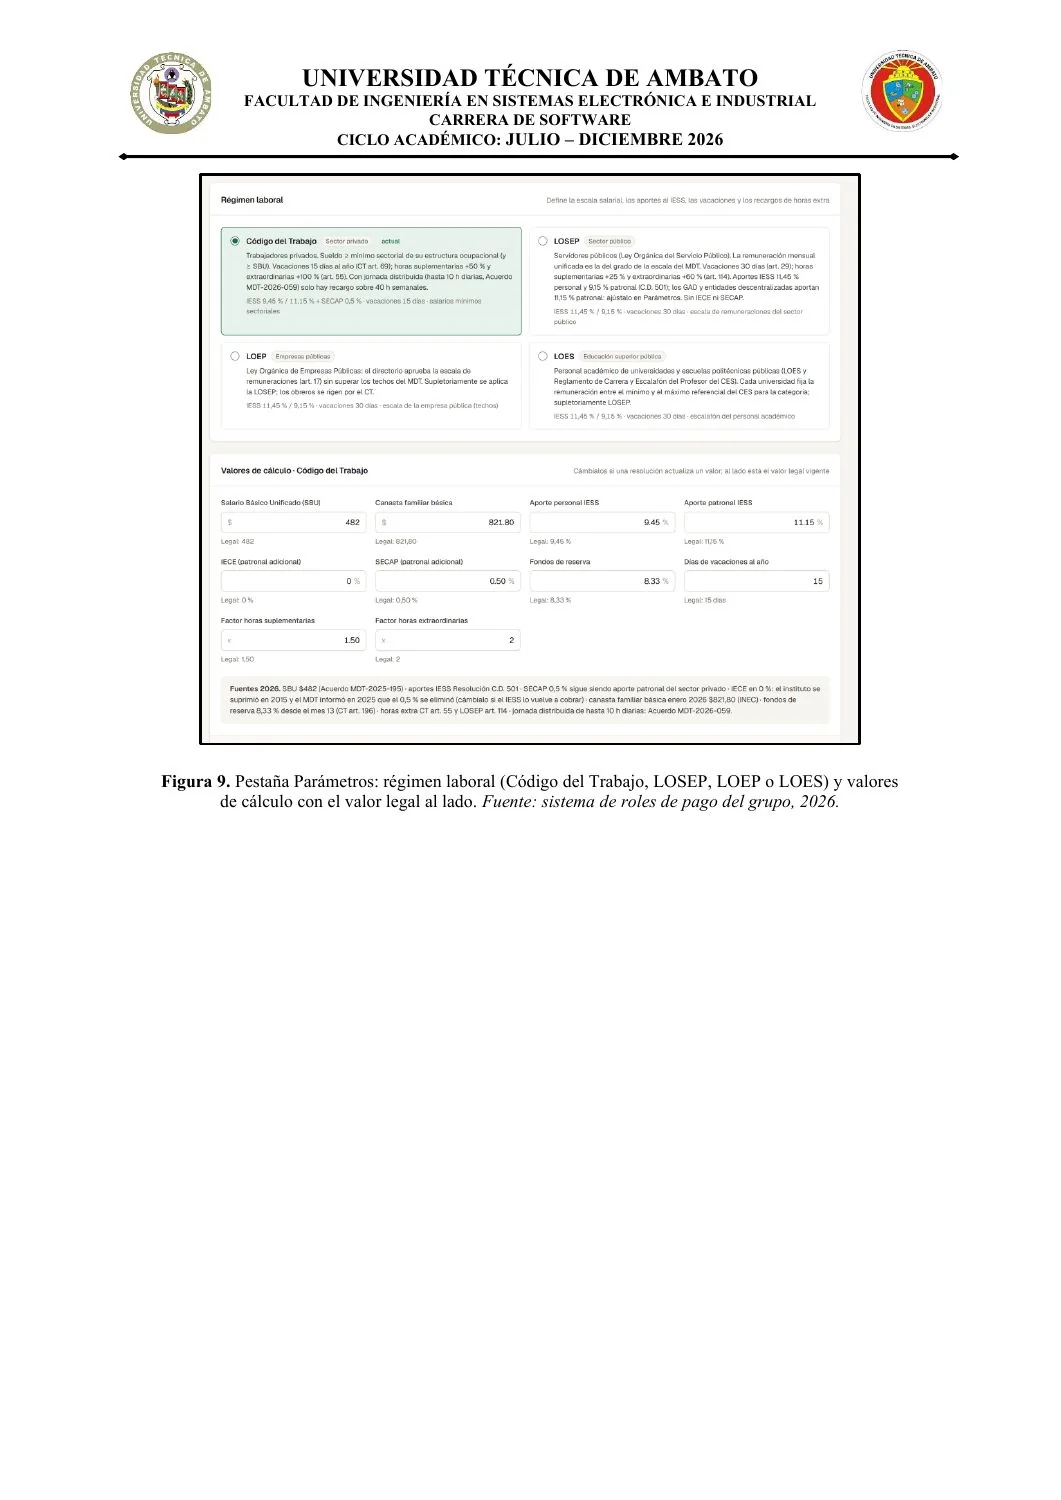 UNIVERSIDAD TÉCNICA DE AMBATO
FACULTAD DE INGENIERÍA EN SISTEMAS ELECTRÓNICA E INDUSTRIAL
CARRERA DE SOFTWARE
CICLO ACADÉMICO: JULIO – DICIEMBRE 2026
Régimen laboral
Define la escala salarial, los aportes al IESS, las vacaciones y los recargos de horas extra
Código del Trabajo Sector privado actual
Trabajadores privados. Sueldo ≥ mínimo sectorial de su estructura ocupacional (y
≥ SBU). Vacaciones 15 días al año (CT art. 69); horas suplementarias +50 % y
extraordinarias +100 % (art. 55). Con jornada distribuida (hasta 10 h diarias, Acuerdo
MDT-2026-059) solo hay recargo sobre 40 h semanales.
IESS 9,45 % / 11,15 % + SECAP 0,5 % · vacaciones 15 días · salarios mínimos
sectoriales
LOSEP Sector público
Servidores públicos (Ley Orgánica del Servicio Público). La remuneración mensual
unificada es la del grado de la escala del MDT. Vacaciones 30 días (art. 29); horas
suplementarias +25 % y extraordinarias +60 % (art. 114). Aportes IESS 11,45 %
personal y 9,15 % patronal (C.D. 501); los GAD y entidades descentralizadas aportan
11,15 % patronal: ajústalo en Parámetros. Sin IECE ni SECAP.
IESS 11,45 % / 9,15 % · vacaciones 30 días · escala de remuneraciones del sector
público
LOEP Empresas públicas
Ley Orgánica de Empresas Públicas: el directorio aprueba la escala de
remuneraciones (art. 17) sin superar los techos del MDT. Supletoriamente se aplica
la LOSEP; los obreros se rigen por el CT.
IESS 11,45 % / 9,15 % · vacaciones 30 días · escala de la empresa pública (techos)
LOES Educación superior pública
Personal académico de universidades y escuelas politécnicas públicas (LOES y
Reglamento de Carrera y Escalafón del Profesor del CES). Cada universidad fija la
remuneración entre el mínimo y el máximo referencial del CES para la categoría;
supletoriamente LOSEP.
IESS 11,45 % / 9,15 % · vacaciones 30 días · escalafón del personal académico
Valores de cálculo · Código del Trabajo
Cámbialos si una resolución actualiza un valor; al lado está el valor legal vigente
Salario Básico Unificado (SBU)
$ 482
Legal: 482
Canasta familiar básica
$ 821.80
Legal: 821,80
Aporte personal IESS
9.45 %
Legal: 9,45 %
Aporte patronal IESS
11.15 %
Legal: 11,15 %
IECE (patronal adicional)
0 %
Legal: 0 %
SECAP (patronal adicional)
0.50 %
Legal: 0,50 %
Fondos de reserva
8.33 %
Legal: 8,33 %
Días de vacaciones al año
15
Legal: 15 días
Factor horas suplementarias
× 1.50
Legal: 1,50
Factor horas extraordinarias
× 2
Legal: 2
Fuentes 2026. SBU $482 (Acuerdo MDT-2025-195) · aportes IESS Resolución C.D. 501 · SECAP 0,5 % sigue siendo aporte patronal del sector privado · IECE en 0 %: el instituto se
suprimió en 2015 y el MDT informó en 2025 que el 0,5 % se eliminó (cámbialo si el IESS lo vuelve a cobrar) · canasta familiar básica enero 2026 $821,80 (INEC) · fondos de
reserva 8,33 % desde el mes 13 (CT art. 196) · horas extra CT art. 55 y LOSEP art. 114 · jornada distribuida de hasta 10 h diarias: Acuerdo MDT-2026-059.
Figura 9. Pestaña Parámetros: régimen laboral (Código del Trabajo, LOSEP, LOEP o LOES) y valores
de cálculo con el valor legal al lado. Fuente: sistema de roles de pago del grupo, 2026.